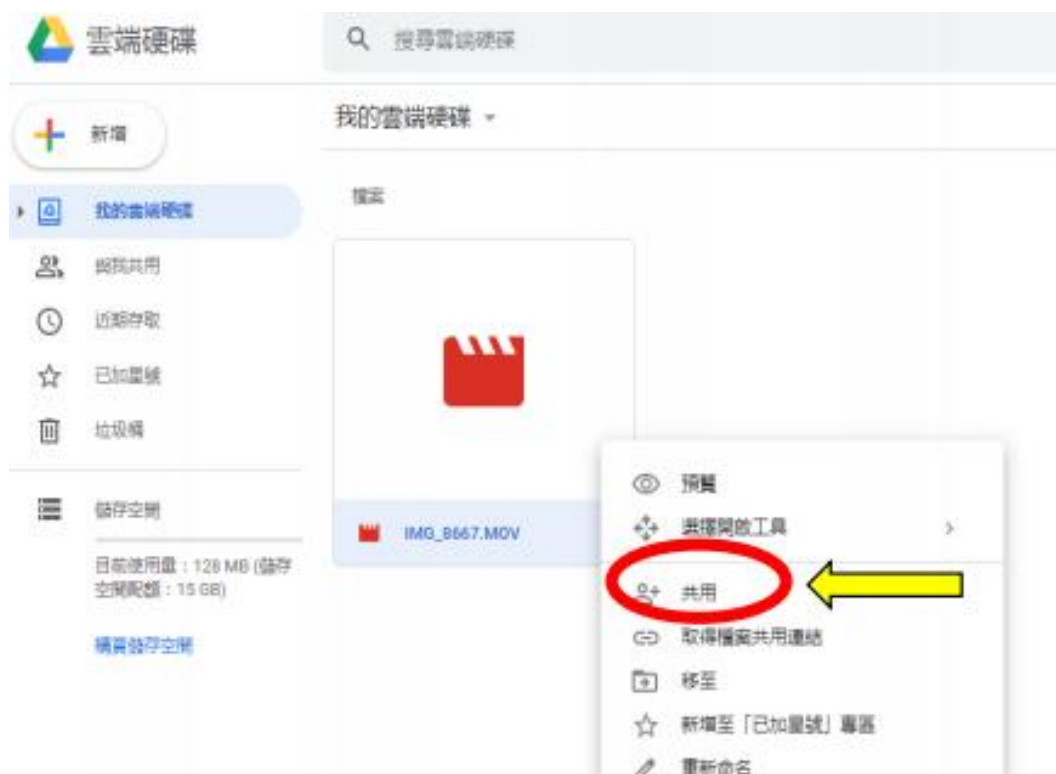 雲端硬碟
搜尋雲端硬碟
新增
我的雲端硬碟
與我共用
近期存取
已加星號
垃圾桶
儲存空間
目前使用量：128 MB (儲存
空間配額：15 GB)
購買儲存空間
我的雲端硬碟
檔案
IMG_8667.MOV
預覽
選擇開啟工具
共用
取得檔案共用連結
移至
新增至「已加星號」專區
重新命名